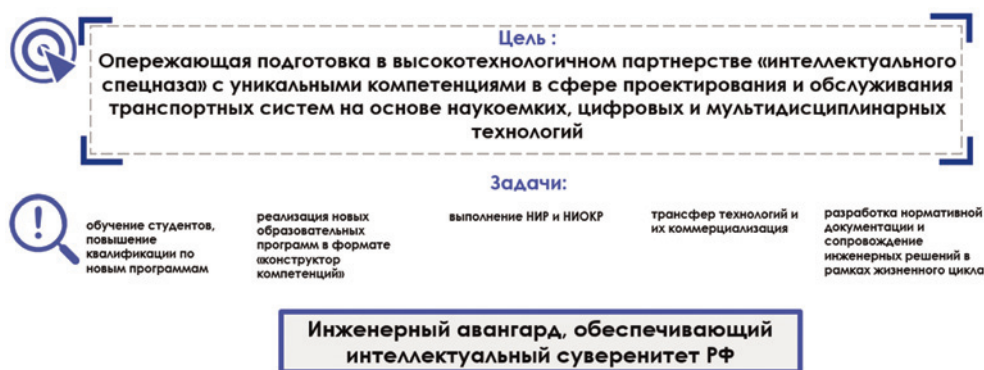 Цель :
Опережающая подготовка в высокотехнологичном партнерстве «интеллектуального
спецназа» с уникальными компетенциями в сфере проектирования и обслуживания
транспортных систем на основе наукоемких, цифровых и мультидисциплинарных
технологий
Задачи:
обучение студентов,
повышение
квалификации по
новым программам
реализация новых
образовательных
программ в формате
«конструктор
компетенций»
выполнение НИР и НИОКР
трансфер технологий и
их коммерциализация
разработка нормативной
документации и
сопровождение
инженерных решений в
рамках жизненного цикла
Инженерный авангард, обеспечивающий
интеллектуальный суверенитет РФ